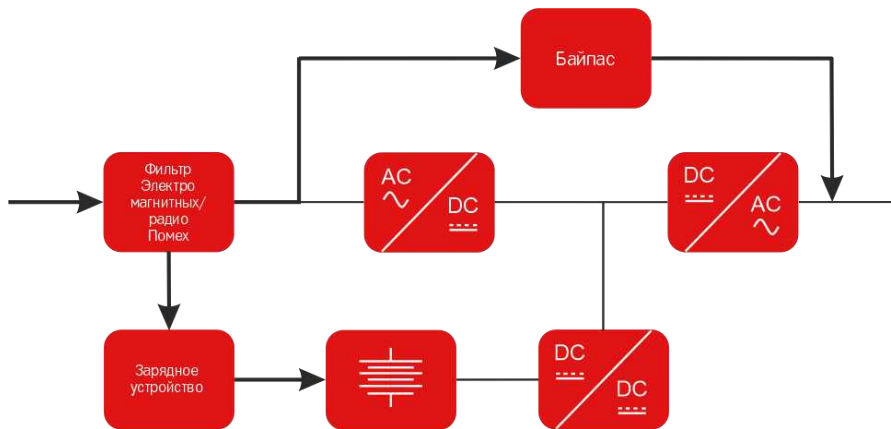 Байпас
Фильтр
Электро
магнитных/
радио
Помех
AC
DC
DC
AC
Зарядное
устройство
DC
DC